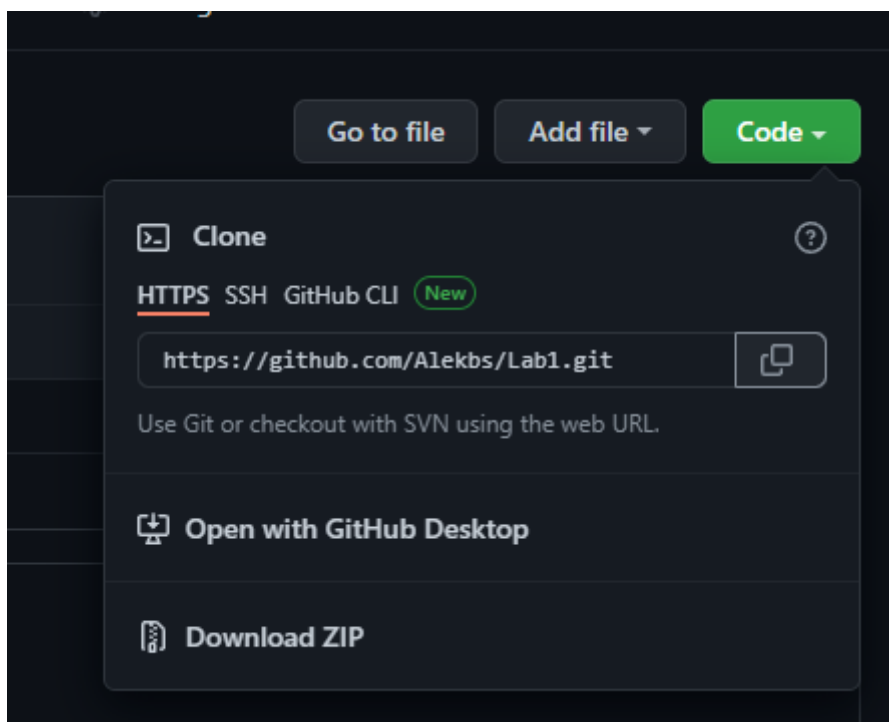 Go to file Add file Code
Clone
HTTPS SSH GitHub CLI New
https://github.com/Alekbs/Lab1.git
Use Git or checkout with SVN using the web URL.
Open with GitHub Desktop
Download ZIP